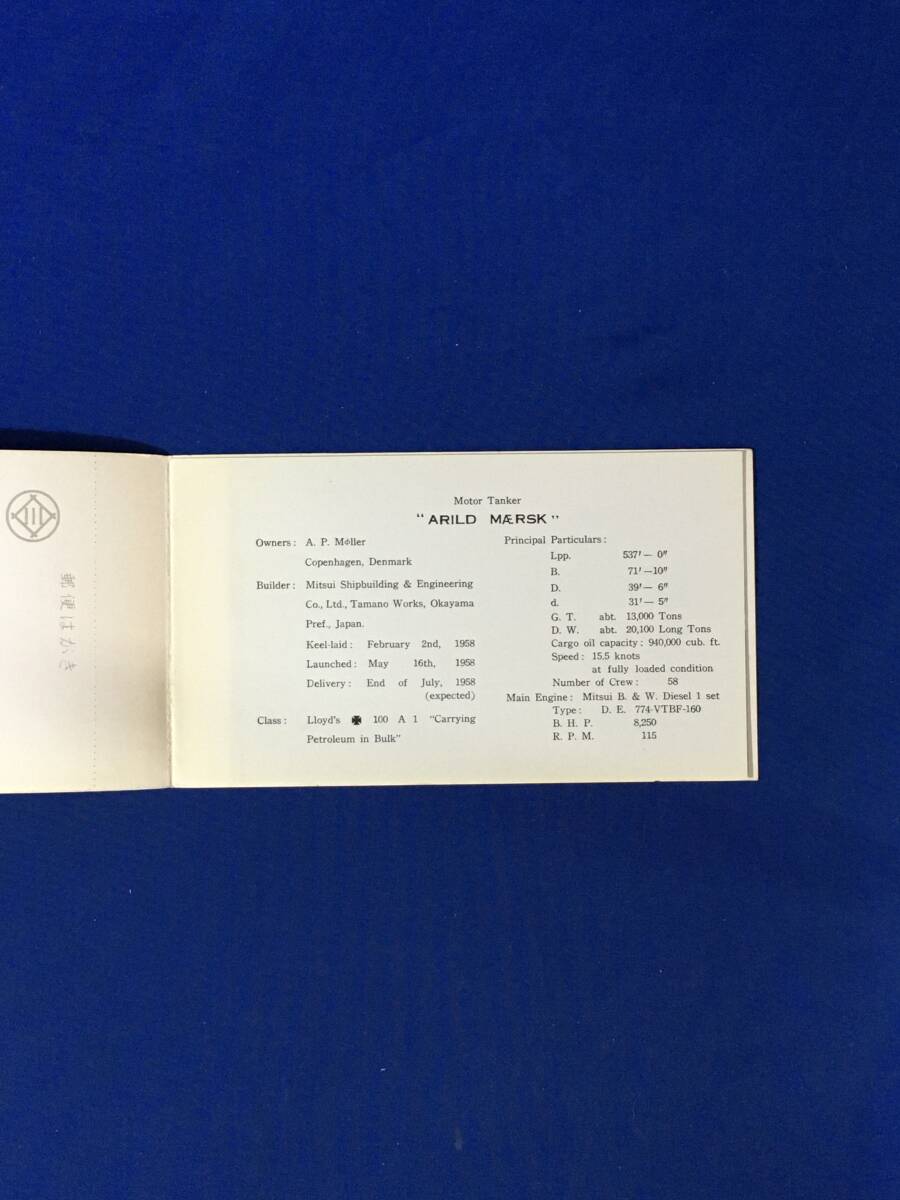 郵便はがき
Motor Tanker
“ARILD MÆRSK”
Owners: A. P. Mφller
Copenhagen, Denmark
Builder: Mitsui Shipbuilding & Engineering
Co., Ltd., Tamano Works, Okayama
Pref., Japan.
Keel-laid: February 2nd, 1958
Launched: May 16th, 1958
Delivery: End of July, 1958
(expected)
Class: Lloyd's ✠ 100 A 1 “Carrying
Petroleum in Bulk”
Principal Particulars:
Lpp. 537′— 0″
B. 71′—10″
D. 39′— 6″
d. 31′— 5″
G. T. abt. 13,000 Tons
D. W. abt. 20,100 Long Tons
Cargo oil capacity: 940,000 cub. ft.
Speed: 15.5 knots
at fully loaded condition
Number of Crew: 58
Main Engine: Mitsui B. & W. Diesel 1 set
Type: D. E. 774-VTBF-160
B. H. P. 8,250
R. P. M. 115